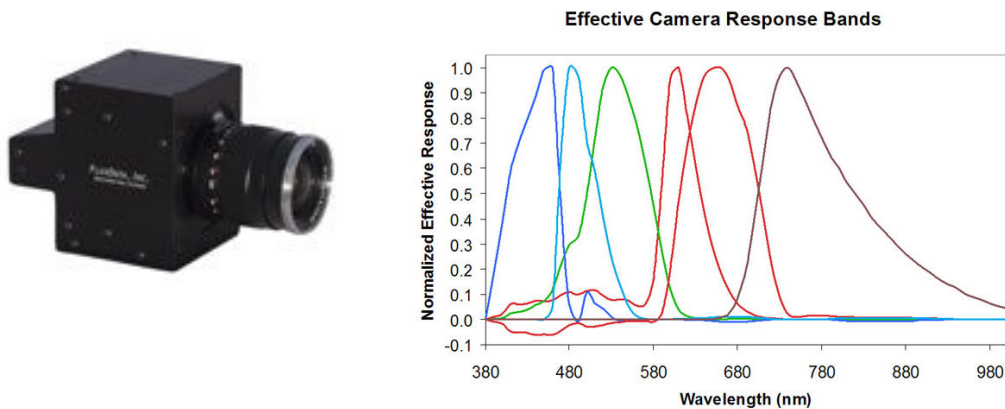 FLUXDATA, INC.
Effective Camera Response Bands
Normalized Effective Response
1.0
0.9
0.8
0.7
0.6
0.5
0.4
0.3
0.2
0.1
0.0
-0.1
380 480 580 680 780 880 980
Wavelength (nm)